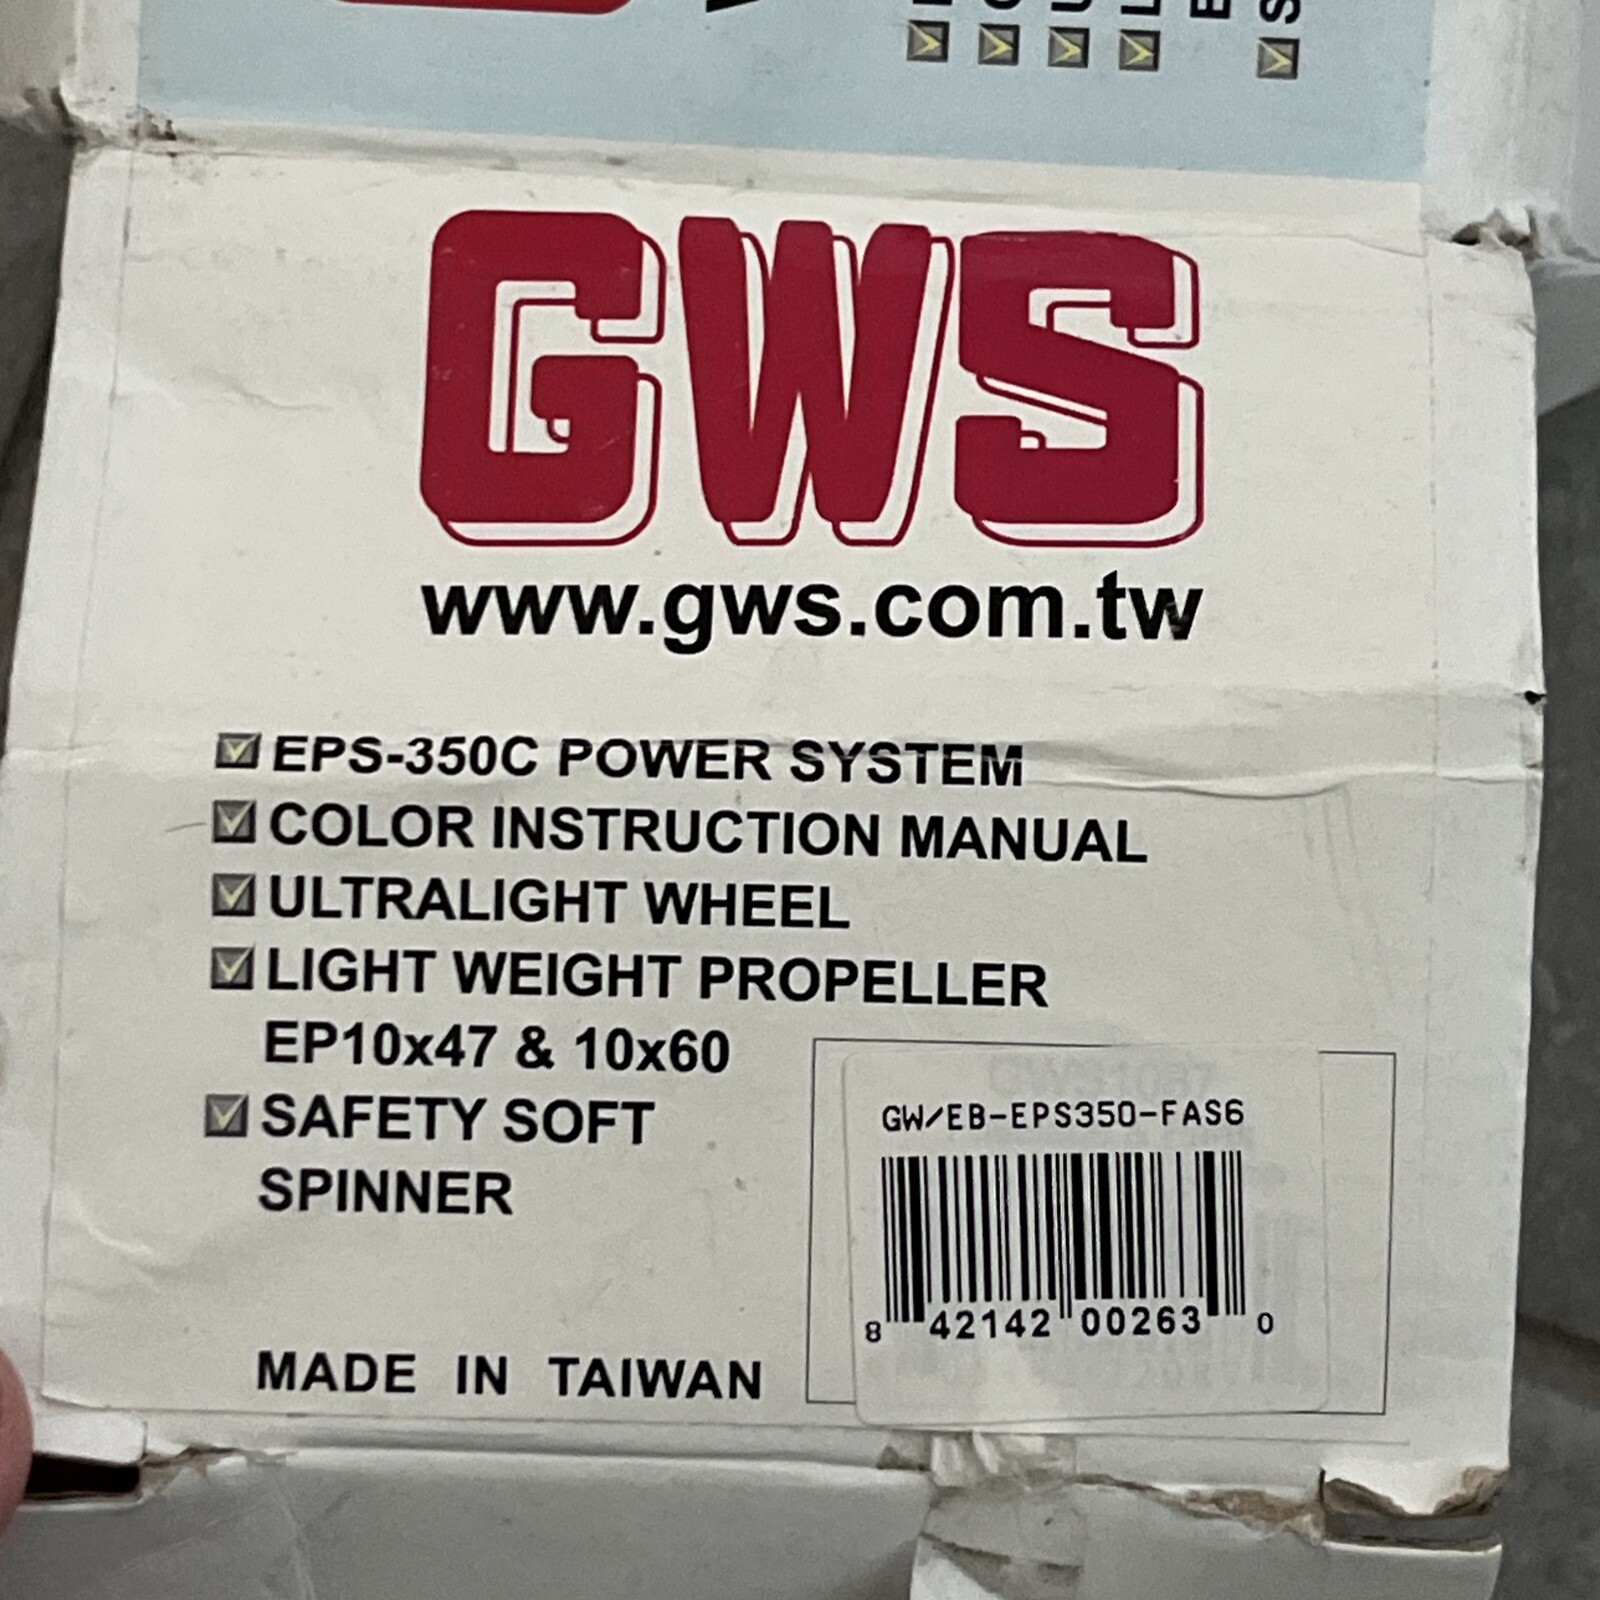 GWS
www.gws.com.tw
EPS-350C POWER SYSTEM
COLOR INSTRUCTION MANUAL
ULTRALIGHT WHEEL
LIGHT WEIGHT PROPELLER
EP10x47 & 10x60
SAFETY SOFT
SPINNER
MADE IN TAIWAN
GW/EB-EPS350-FAS6
8 42142 00263 0